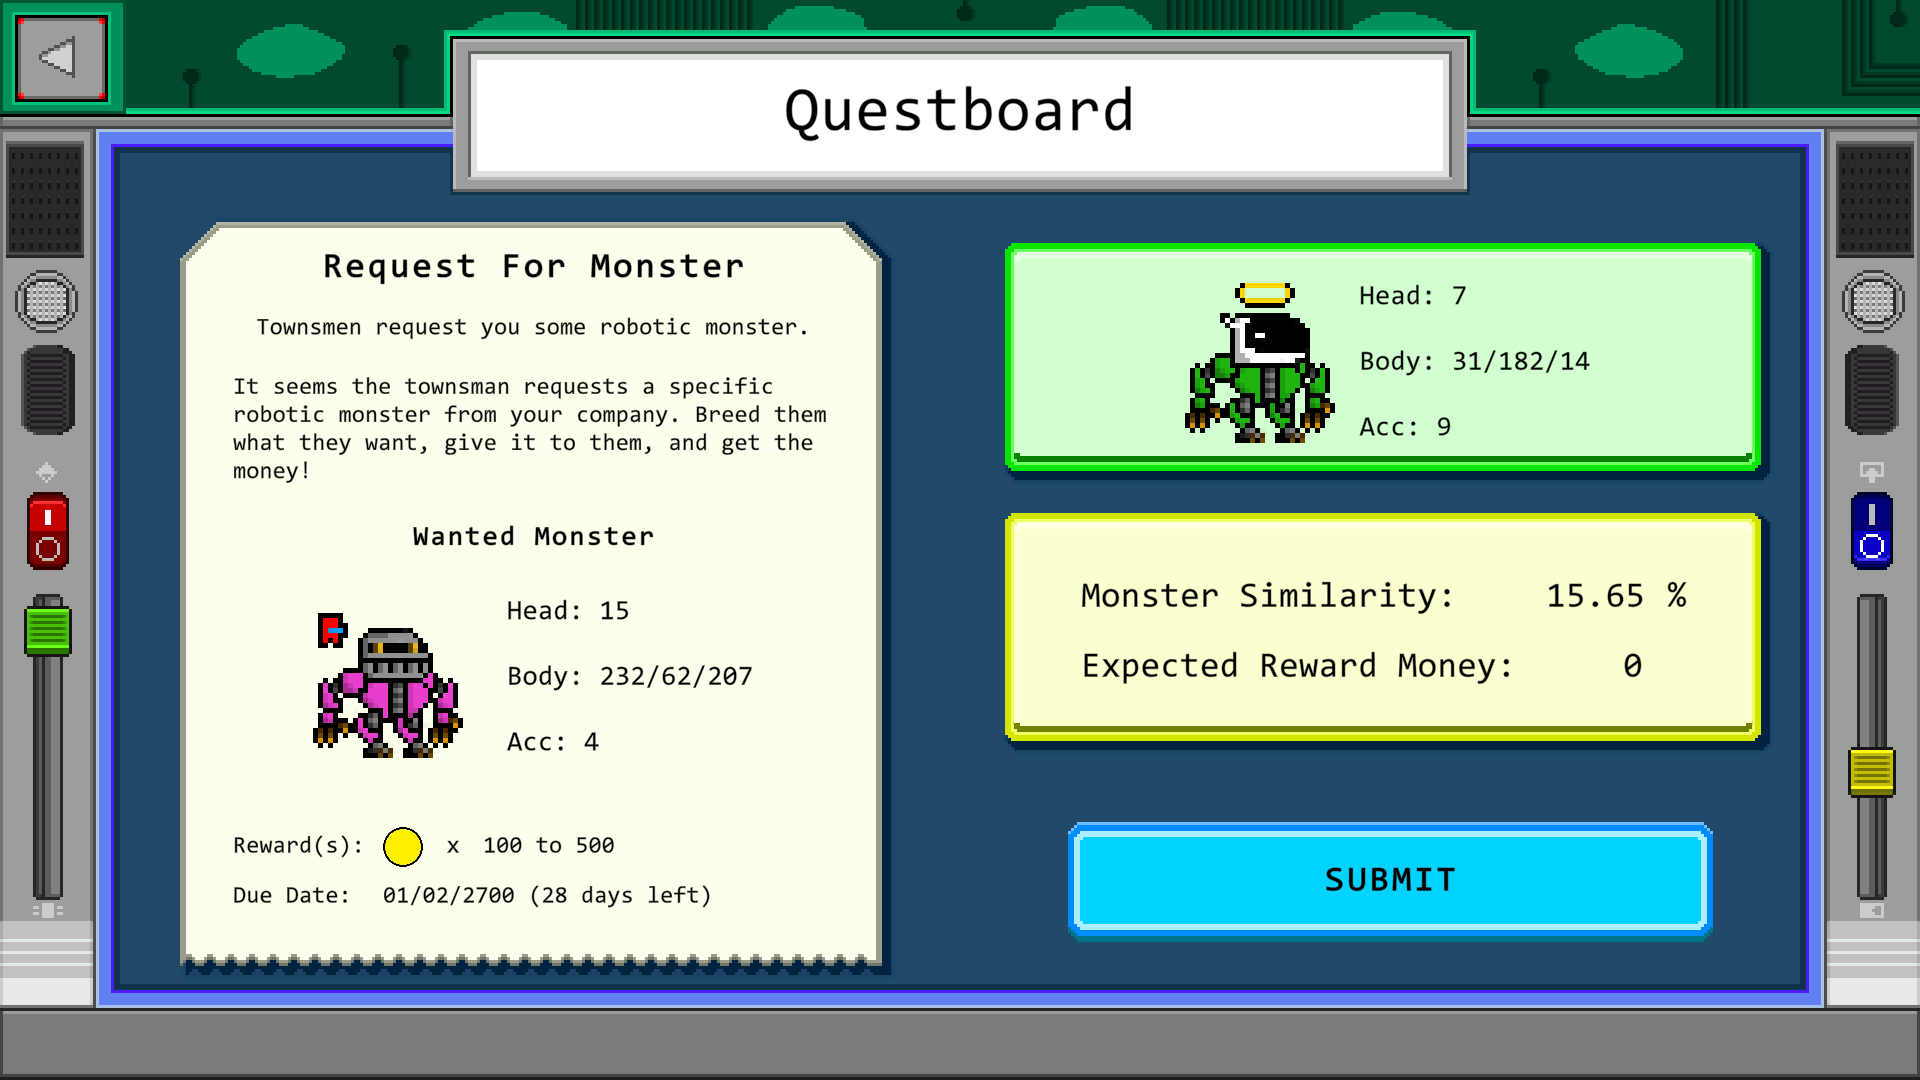 Questboard
Request For Monster
Townsmen request you some robotic monster.
It seems the townsman requests a specific
robotic monster from your company. Breed them
what they want, give it to them, and get the
money!
Wanted Monster
Head: 15
Body: 232/62/207
Acc: 4
Reward(s): x 100 to 500
Due Date: 01/02/2700 (28 days left)
Head: 7
Body: 31/182/14
Acc: 9
Monster Similarity: 15.65 %
Expected Reward Money: 0
SUBMIT